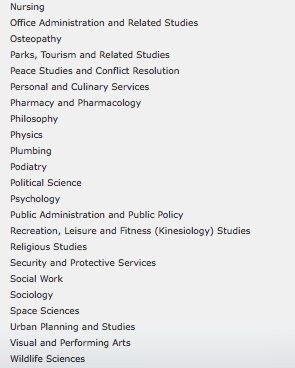 Nursing
Office Administration and Related Studies
Osteopathy
Parks, Tourism and Related Studies
Peace Studies and Conflict Resolution
Personal and Culinary Services
Pharmacy and Pharmacology
Philosophy
Physics
Plumbing
Podiatry
Political Science
Psychology
Public Administration and Public Policy
Recreation, Leisure and Fitness (Kinesiology) Studies
Religious Studies
Security and Protective Services
Social Work
Sociology
Space Sciences
Urban Planning and Studies
Visual and Performing Arts
Wildlife Sciences